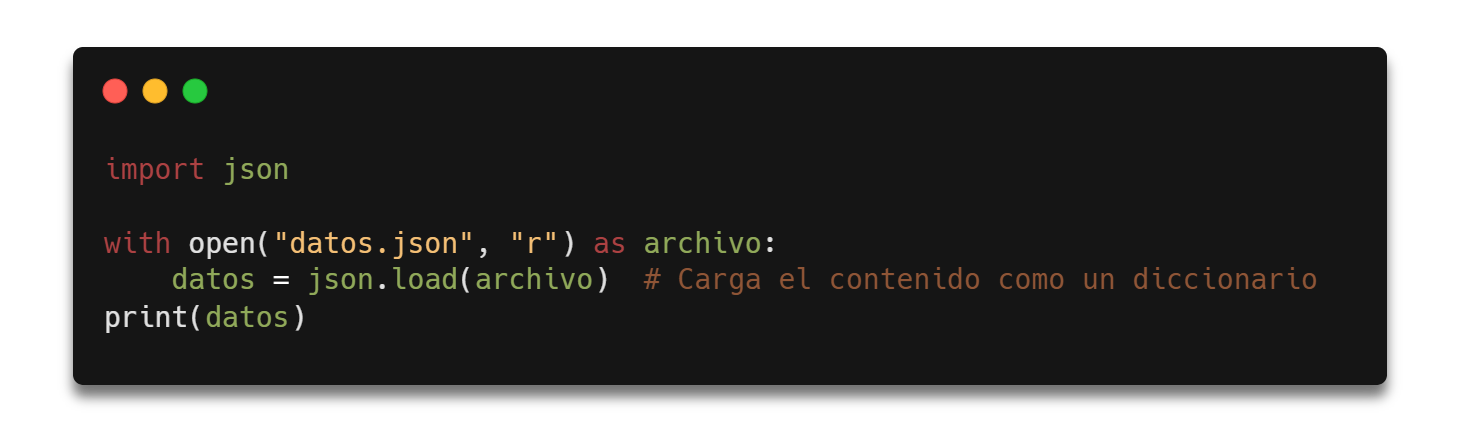 import json
with open("datos.json", "r") as archivo:
    datos = json.load(archivo)  # Carga el contenido como un diccionario
print(datos)